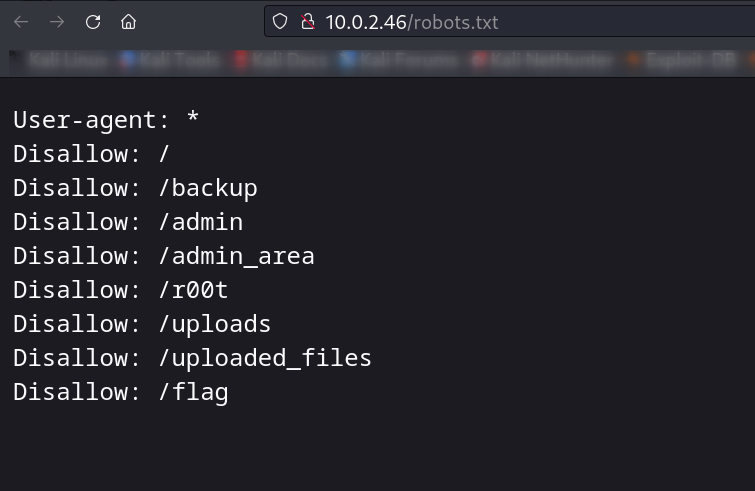 10.0.2.46/robots.txt
Kali Linux Kali Tools Kali Docs Kali Forums Kali NetHunter Exploit-DB
User-agent: *
Disallow: /
Disallow: /backup
Disallow: /admin
Disallow: /admin_area
Disallow: /r00t
Disallow: /uploads
Disallow: /uploaded_files
Disallow: /flag